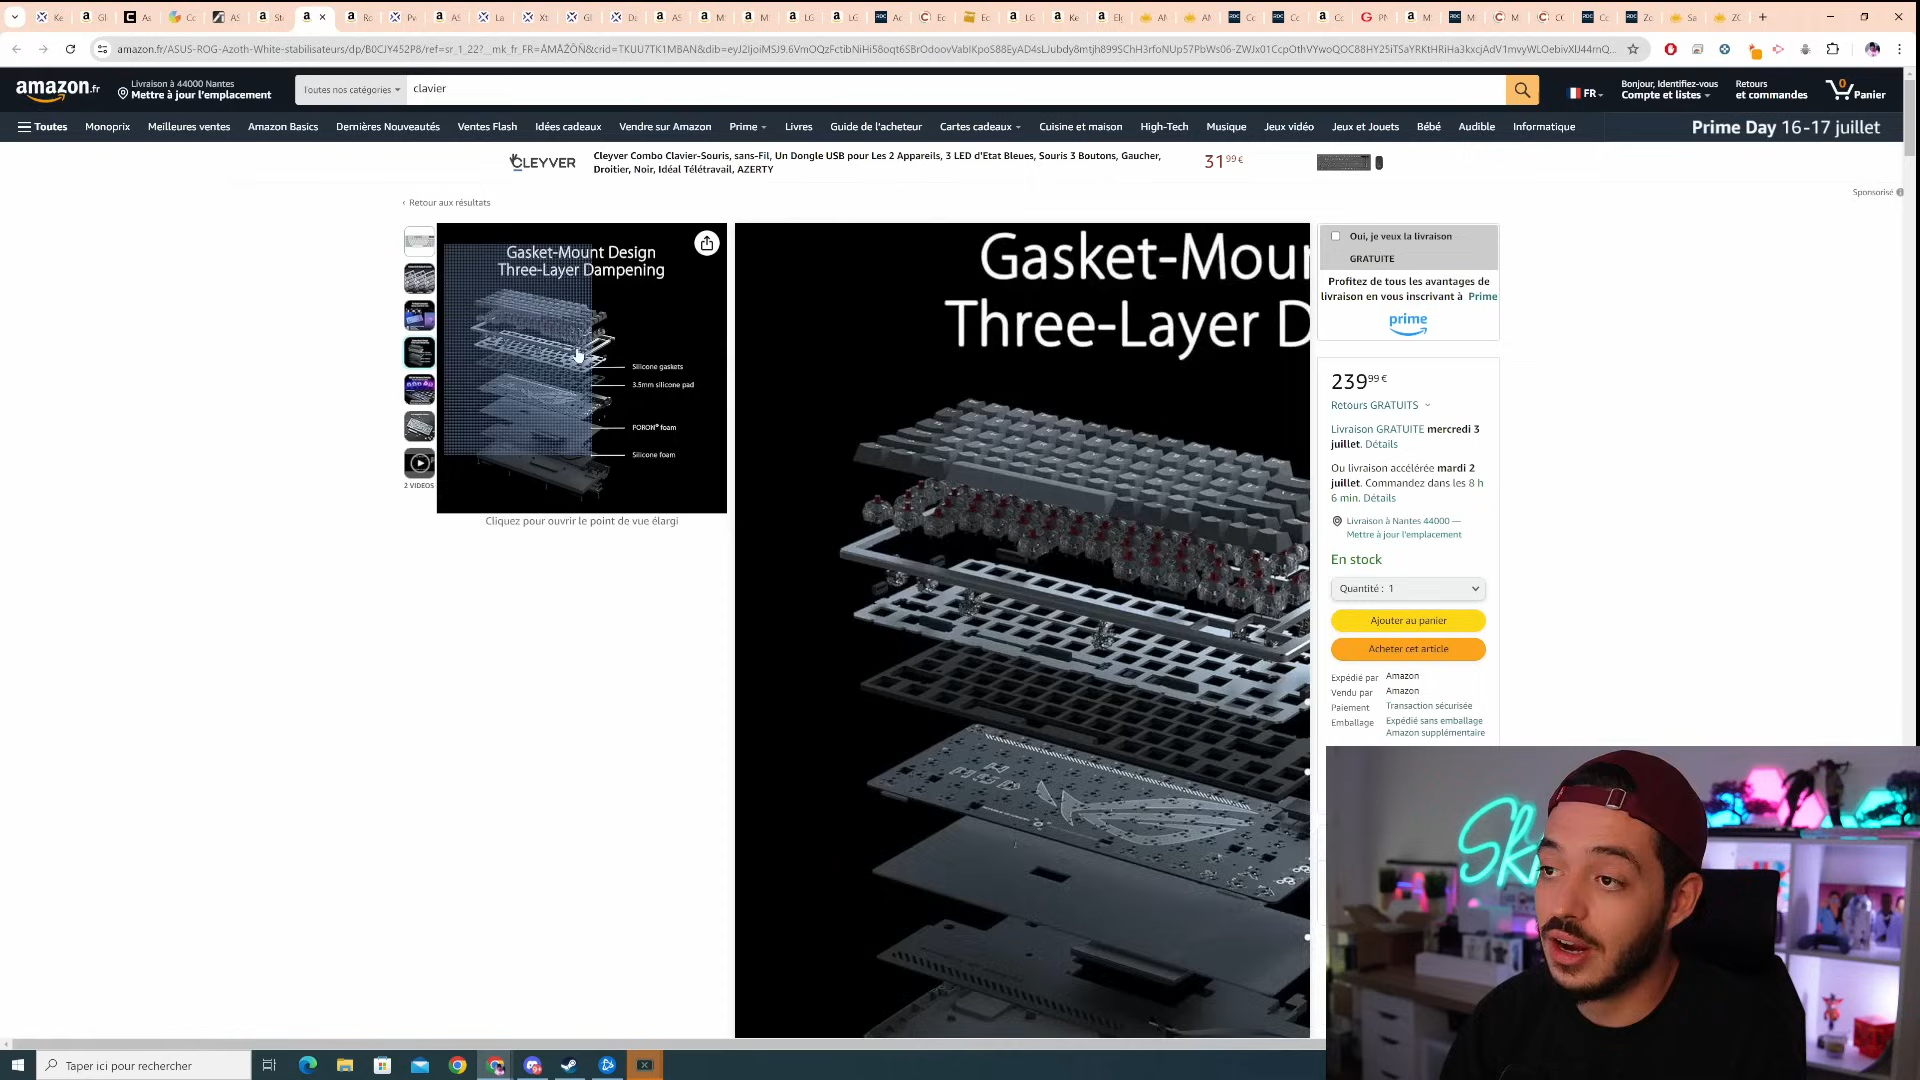 amazon.fr/ASUS-ROG-Azoth-White-stabilisateurs/dp/B0CJY452P8/ref=sr_1_22?
amazon.fr
Livraison à 44000 Nantes
Mettre à jour l'emplacement
Toutes nos catégories
clavier
FR
Bonjour, Identifiez-vous
Compte et listes
Retours
et commandes
0
Panier
Toutes
Monoprix
Meilleures ventes
Amazon Basics
Dernières Nouveautés
Ventes Flash
Idées cadeaux
Vendre sur Amazon
Prime
Livres
Guide de l'acheteur
Cartes cadeaux
Cuisine et maison
High-Tech
Musique
Jeux vidéo
Jeux et Jouets
Bébé
Audible
Informatique
Prime Day 16-17 juillet
CLEYVER
Cleyver Combo Clavier-Souris, sans-Fil, Un Dongle USB pour Les 2 Appareils, 3 LED d'Etat Bleues, Souris 3 Boutons, Gaucher,
Droitier, Noir, Idéal Télétravail, AZERTY
31 99 €
Sponsorisé
‹ Retour aux résultats
Gasket-Mount Design
Three-Layer Dampening
Silicone gaskets
3.5mm silicone pad
PORON® foam
Silicone foam
2 VIDEOS
Cliquez pour ouvrir le point de vue élargi
Gasket-Moun
Three-Layer D
Oui, je veux la livraison
GRATUITE
Profitez de tous les avantages de
livraison en vous inscrivant à Prime
prime
239 99 €
Retours GRATUITS
Livraison GRATUITE mercredi 3
juillet. Détails
Ou livraison accélérée mardi 2
juillet. Commandez dans les 8 h
6 min. Détails
Livraison à Nantes 44000 —
Mettre à jour l'emplacement
En stock
Quantité : 1
Ajouter au panier
Acheter cet article
Expédié par Amazon
Vendu par Amazon
Paiement Transaction sécurisée
Emballage Expédié sans emballage
Amazon supplémentaire
Sk
Taper ici pour rechercher